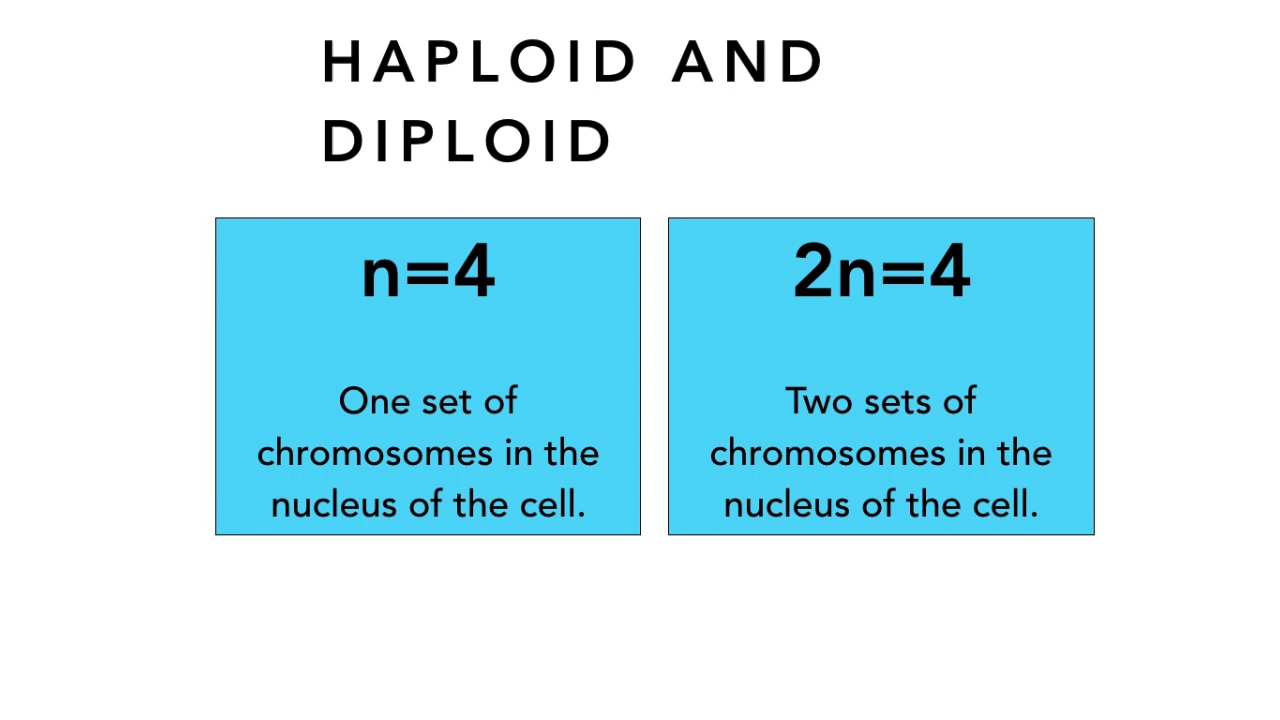 HAPLOID AND
DIPLOID
n=4
One set of
chromosomes in the
nucleus of the cell.
2n=4
Two sets of
chromosomes in the
nucleus of the cell.